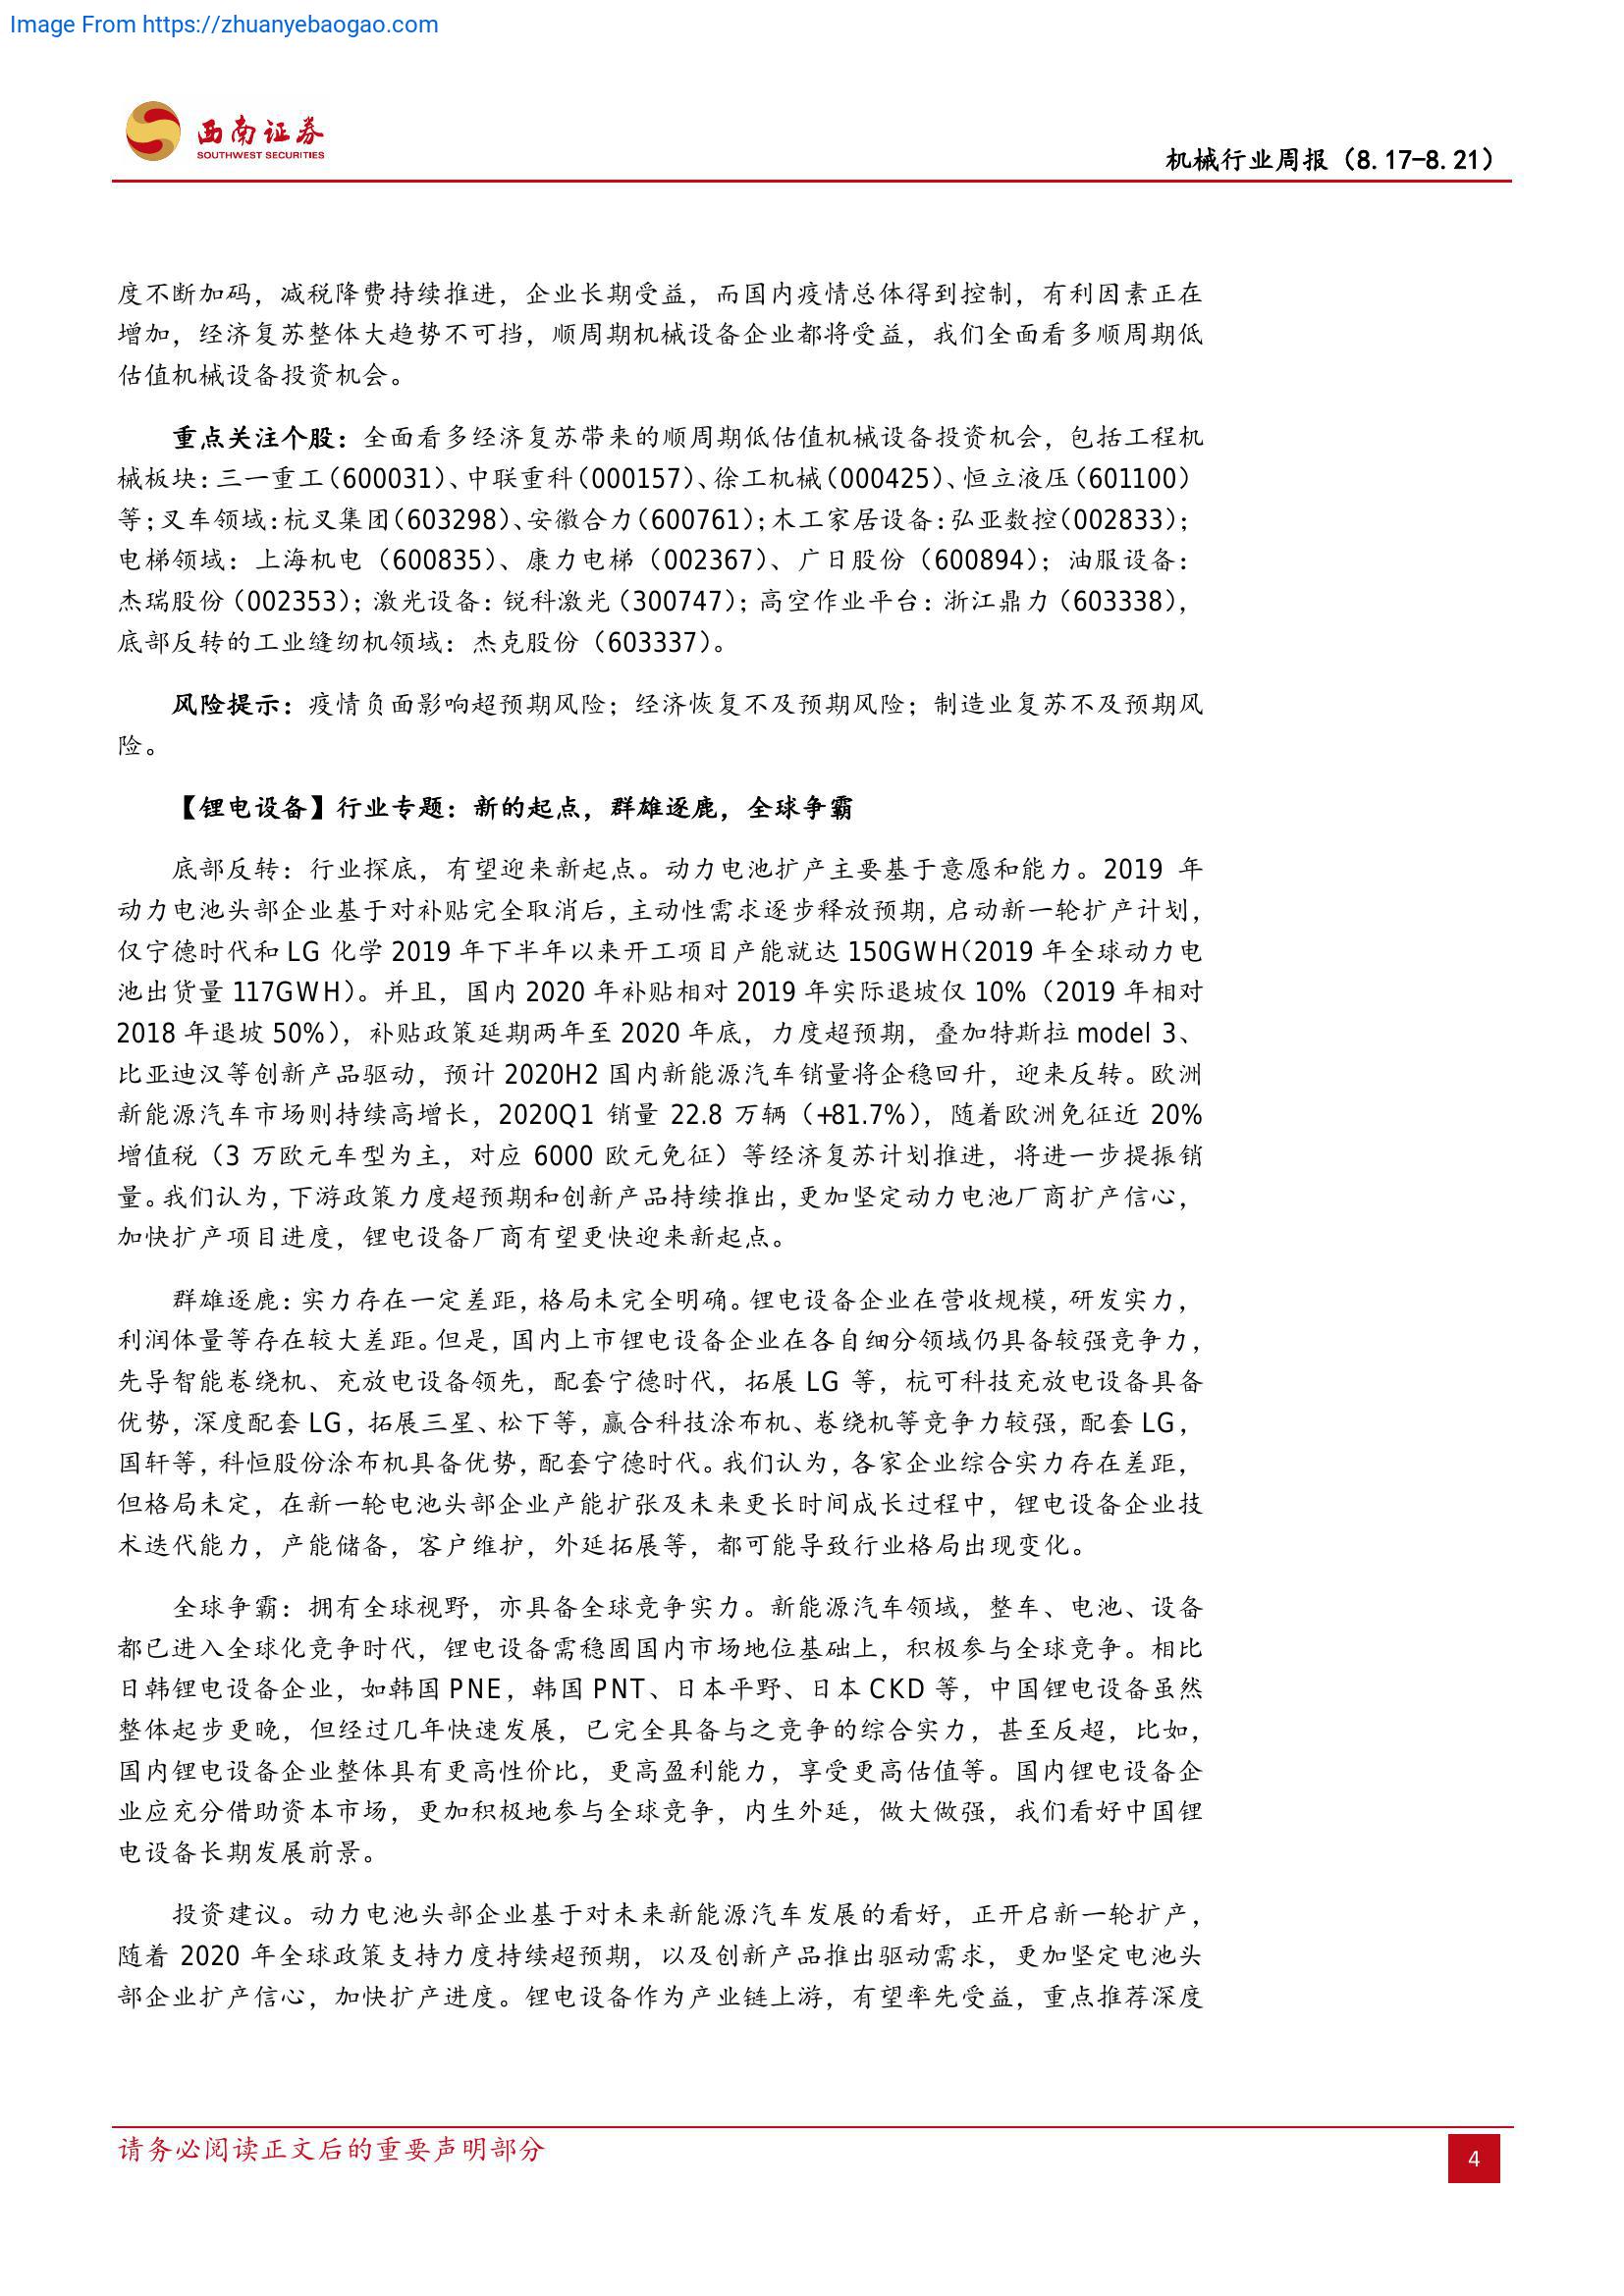 Image From https://zhuanyebaogao.com
西南证券
SOUTHWEST SECURITIES
机械行业周报（8.17-8.21）
度不断加码，减税降费持续推进，企业长期受益，而国内疫情总体得到控制，有利因素正在
增加，经济复苏整体大趋势不可挡，顺周期机械设备企业都将受益，我们全面看多顺周期低
估值机械设备投资机会。
重点关注个股：全面看多经济复苏带来的顺周期低估值机械设备投资机会，包括工程机
械板块：三一重工（600031）、中联重科（000157）、徐工机械（000425）、恒立液压（601100）
等；叉车领域：杭叉集团（603298）、安徽合力（600761）；木工家居设备：弘亚数控（002833）；
电梯领域：上海机电（600835）、康力电梯（002367）、广日股份（600894）；油服设备：
杰瑞股份（002353）；激光设备：锐科激光（300747）；高空作业平台：浙江鼎力（603338），
底部反转的工业缝纫机领域：杰克股份（603337）。
风险提示：疫情负面影响超预期风险；经济恢复不及预期风险；制造业复苏不及预期风
险。
【锂电设备】行业专题：新的起点，群雄逐鹿，全球争霸
底部反转：行业探底，有望迎来新起点。动力电池扩产主要基于意愿和能力。2019 年
动力电池头部企业基于对补贴完全取消后，主动性需求逐步释放预期，启动新一轮扩产计划，
仅宁德时代和 LG 化学 2019 年下半年以来开工项目产能就达 150GWH（2019 年全球动力电
池出货量 117GWH）。并且，国内 2020 年补贴相对 2019 年实际退坡仅 10%（2019 年相对
2018 年退坡 50%），补贴政策延期两年至 2020 年底，力度超预期，叠加特斯拉 model 3、
比亚迪汉等创新产品驱动，预计 2020H2 国内新能源汽车销量将企稳回升，迎来反转。欧洲
新能源汽车市场则持续高增长，2020Q1 销量 22.8 万辆（+81.7%），随着欧洲免征近 20%
增值税（3 万欧元车型为主，对应 6000 欧元免征）等经济复苏计划推进，将进一步提振销
量。我们认为，下游政策力度超预期和创新产品持续推出，更加坚定动力电池厂商扩产信心，
加快扩产项目进度，锂电设备厂商有望更快迎来新起点。
群雄逐鹿：实力存在一定差距，格局未完全明确。锂电设备企业在营收规模，研发实力，
利润体量等存在较大差距。但是，国内上市锂电设备企业在各自细分领域仍具备较强竞争力，
先导智能卷绕机、充放电设备领先，配套宁德时代，拓展 LG 等，杭可科技充放电设备具备
优势，深度配套 LG，拓展三星、松下等，赢合科技涂布机、卷绕机等竞争力较强，配套 LG，
国轩等，科恒股份涂布机具备优势，配套宁德时代。我们认为，各家企业综合实力存在差距，
但格局未定，在新一轮电池头部企业产能扩张及未来更长时间成长过程中，锂电设备企业技
术迭代能力，产能储备，客户维护，外延拓展等，都可能导致行业格局出现变化。
全球争霸：拥有全球视野，亦具备全球竞争实力。新能源汽车领域，整车、电池、设备
都已进入全球化竞争时代，锂电设备需稳固国内市场地位基础上，积极参与全球竞争。相比
日韩锂电设备企业，如韩国 PNE，韩国 PNT、日本平野、日本 CKD 等，中国锂电设备虽然
整体起步更晚，但经过几年快速发展，已完全具备与之竞争的综合实力，甚至反超，比如，
国内锂电设备企业整体具有更高性价比，更高盈利能力，享受更高估值等。国内锂电设备企
业应充分借助资本市场，更加积极地参与全球竞争，内生外延，做大做强，我们看好中国锂
电设备长期发展前景。
投资建议。动力电池头部企业基于对未来新能源汽车发展的看好，正开启新一轮扩产，
随着 2020 年全球政策支持力度持续超预期，以及创新产品推出驱动需求，更加坚定电池头
部企业扩产信心，加快扩产进度。锂电设备作为产业链上游，有望率先受益，重点推荐深度
请务必阅读正文后的重要声明部分
4